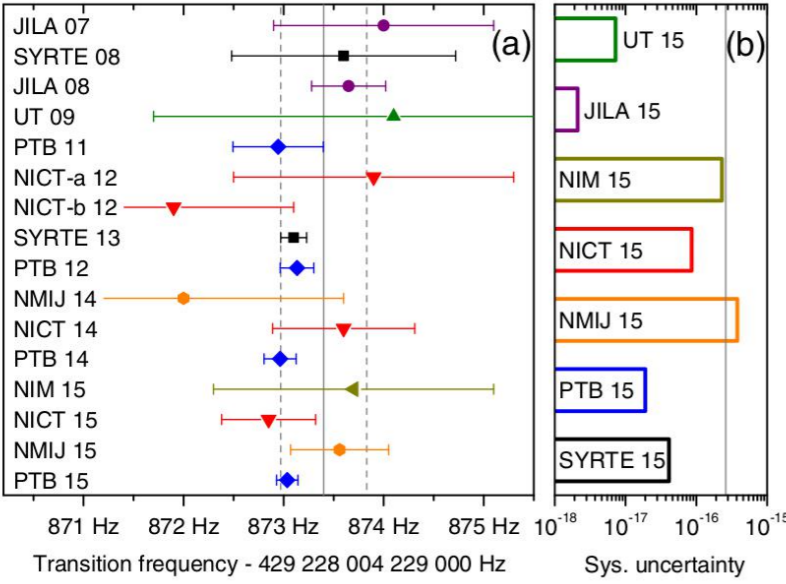 JILA 07
SYRTE 08
JILA 08
UT 09
PTB 11
NICT-a 12
NICT-b 12
SYRTE 13
PTB 12
NMIJ 14
NICT 14
PTB 14
NIM 15
NICT 15
NMIJ 15
PTB 15
(a)
871 Hz 872 Hz 873 Hz 874 Hz 875 Hz
Transition frequency - 429 228 004 229 000 Hz
(b)
UT 15
JILA 15
NIM 15
NICT 15
NMIJ 15
PTB 15
SYRTE 15
10⁻¹⁸ 10⁻¹⁷ 10⁻¹⁶ 10⁻¹⁵
Sys. uncertainty